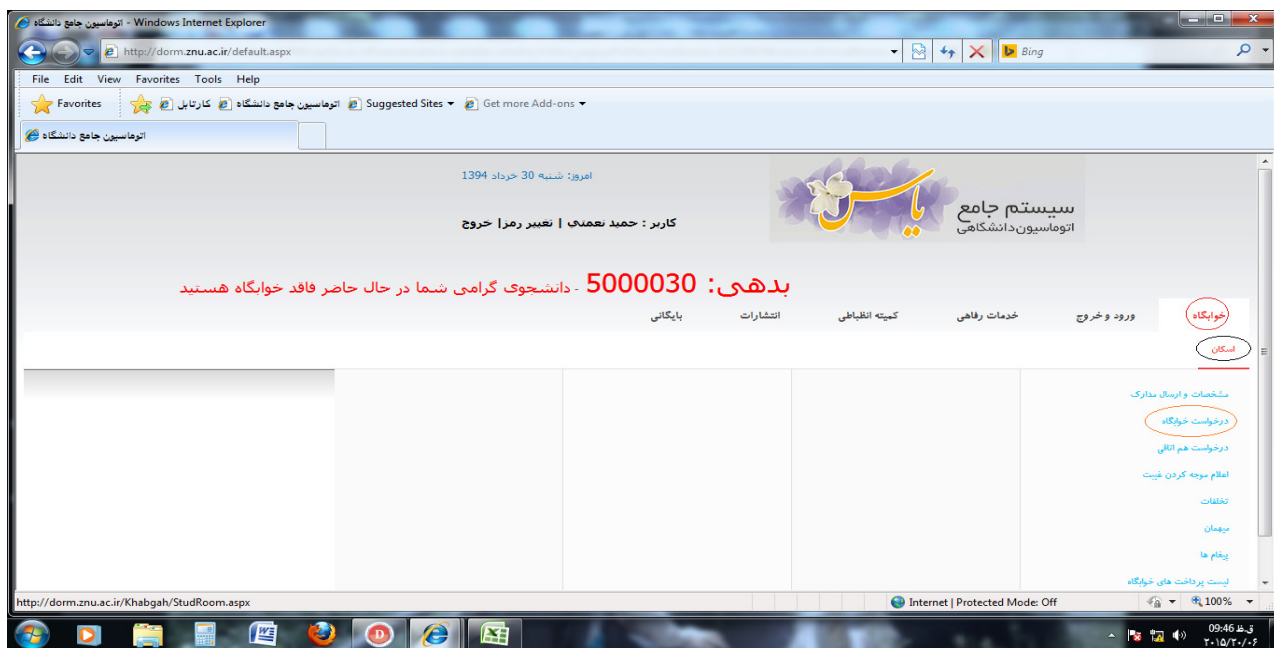 اتوماسیون جامع دانشگاه - Windows Internet Explorer
http://dorm.znu.ac.ir/default.aspx
Bing
File Edit View Favorites Tools Help
Favorites اتوماسیون جامع دانشگاه کارتابل Suggested Sites Get more Add-ons
اتوماسیون جامع دانشگاه
امروز: شنبه 30 خرداد 1394
یاس
سیستم جامع
اتوماسیون دانشگاهی
کاربر : حمید نعمتی | تغییر رمز| خروج
بدهی: 5000030 - دانشجوی گرامی شما در حال حاضر فاقد خوابگاه هستید
خوابگاه ورود و خروج خدمات رفاهی کمیته انظباطی انتشارات بایگانی
اسکان
مشخصات و ارسال مدارک
درخواست خوابگاه
درخواست هم اتاقی
اعلام موجه کردن غیبت
تخلفات
میهمان
پیغام ها
لیست پرداخت های خوابگاه
http://dorm.znu.ac.ir/Khabgah/StudRoom.aspx
Internet | Protected Mode: Off
100%
09:46 ق.ظ
۲۰۱۵/۲۰/۰۶